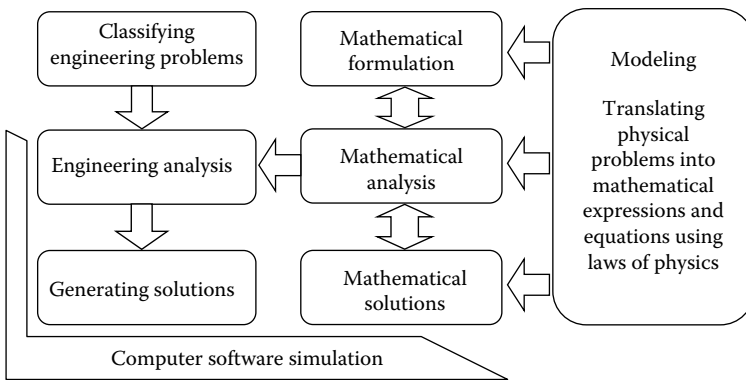 Classifying
engineering problems
Engineering analysis
Generating solutions
Mathematical
formulation
Mathematical
analysis
Mathematical
solutions
Modeling
Translating
physical
problems into
mathematical
expressions and
equations using
laws of physics
Computer software simulation